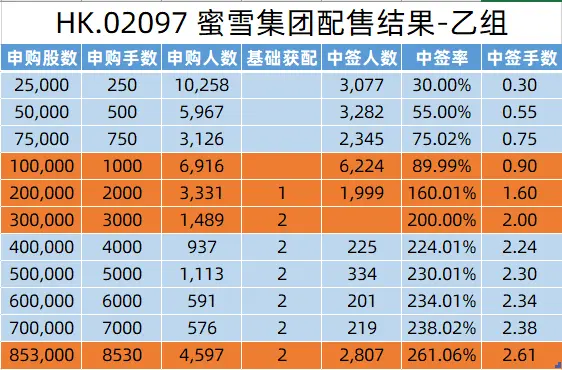 HK.02097 蜜雪集团配售结果-乙组
申购股数 申购手数 申购人数 基础获配 中签人数 中签率 中签手数
25,000 250 10,258 3,077 30.00% 0.30
50,000 500 5,967 3,282 55.00% 0.55
75,000 750 3,126 2,345 75.02% 0.75
100,000 1000 6,916 6,224 89.99% 0.90
200,000 2000 3,331 1 1,999 160.01% 1.60
300,000 3000 1,489 2 200.00% 2.00
400,000 4000 937 2 225 224.01% 2.24
500,000 5000 1,113 2 334 230.01% 2.30
600,000 6000 591 2 201 234.01% 2.34
700,000 7000 576 2 219 238.02% 2.38
853,000 8530 4,597 2 2,807 261.06% 2.61